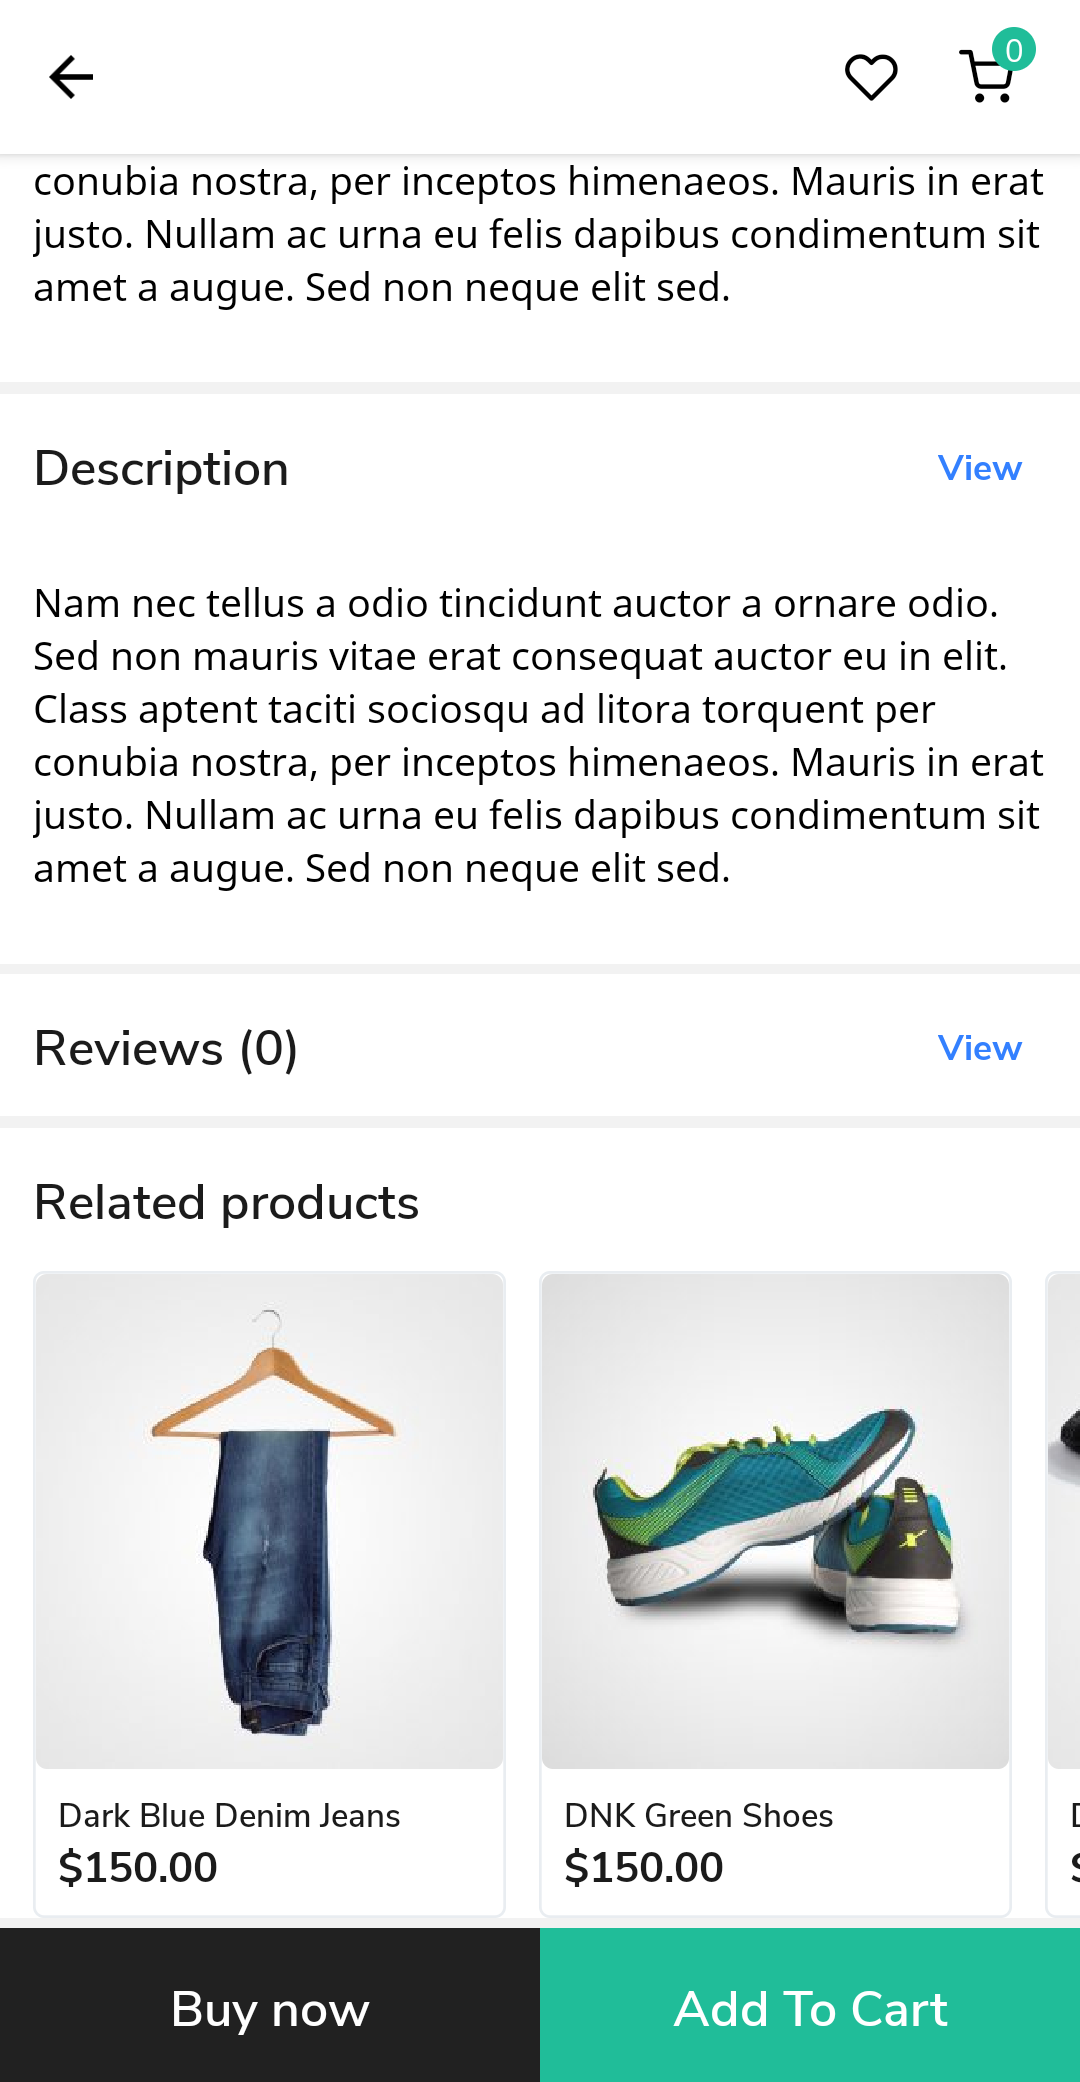 0
conubia nostra, per inceptos himenaeos. Mauris in erat
justo. Nullam ac urna eu felis dapibus condimentum sit
amet a augue. Sed non neque elit sed.
Description
View
Nam nec tellus a odio tincidunt auctor a ornare odio.
Sed non mauris vitae erat consequat auctor eu in elit.
Class aptent taciti sociosqu ad litora torquent per
conubia nostra, per inceptos himenaeos. Mauris in erat
justo. Nullam ac urna eu felis dapibus condimentum sit
amet a augue. Sed non neque elit sed.
Reviews (0)
View
Related products
Dark Blue Denim Jeans
$150.00
DNK Green Shoes
$150.00
Buy now
Add To Cart